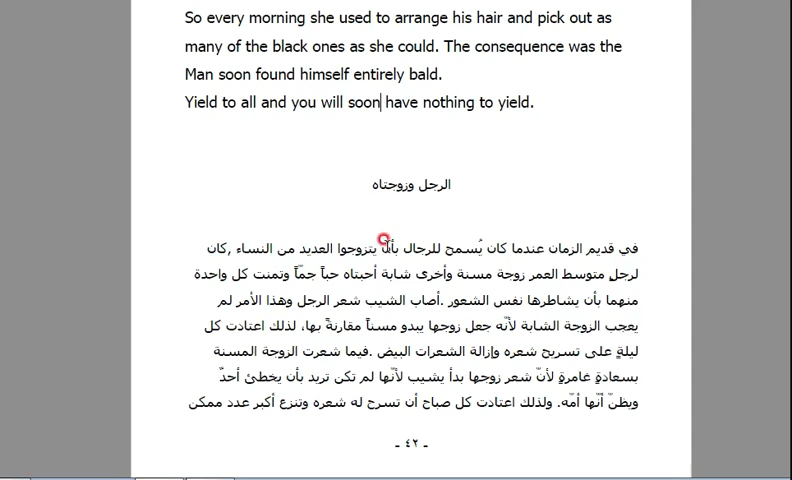 So every morning she used to arrange his hair and pick out as
many of the black ones as she could. The consequence was the
Man soon found himself entirely bald.
Yield to all and you will soon have nothing to yield.
الرجل وزوجتاه
في قديم الزمان عندما كان يُسمح للرجال بأن يتزوجوا العديد من النساء ,كان
لرجلٍ متوسط العمر زوجة مسنة وأخرى شابة أحبتاه حباً جمّاً وتمنت كل واحدة
منهما بأن يشاطرها نفس الشعور .أصاب الشيب شعر الرجل وهذا الأمر لم
يعجب الزوجة الشابة لأنّه جعل زوجها يبدو مسناً مقارنةً بها، لذلك اعتادت كل
ليلةٍ على تسريح شعره وإزالة الشعرات البيض .فيما شعرت الزوجة المسنة
بسعادةٍ غامرةٍ لأنّ شعر زوجها بدأ يشيب لأنّها لم تكن تريد بأن يخطئ أحدّ
ويظنّ أنّها أمّه. ولذلك اعتادت كل صباح أن تسرح له شعره وتنزع أكبر عدد ممكن
- ٤٢ -